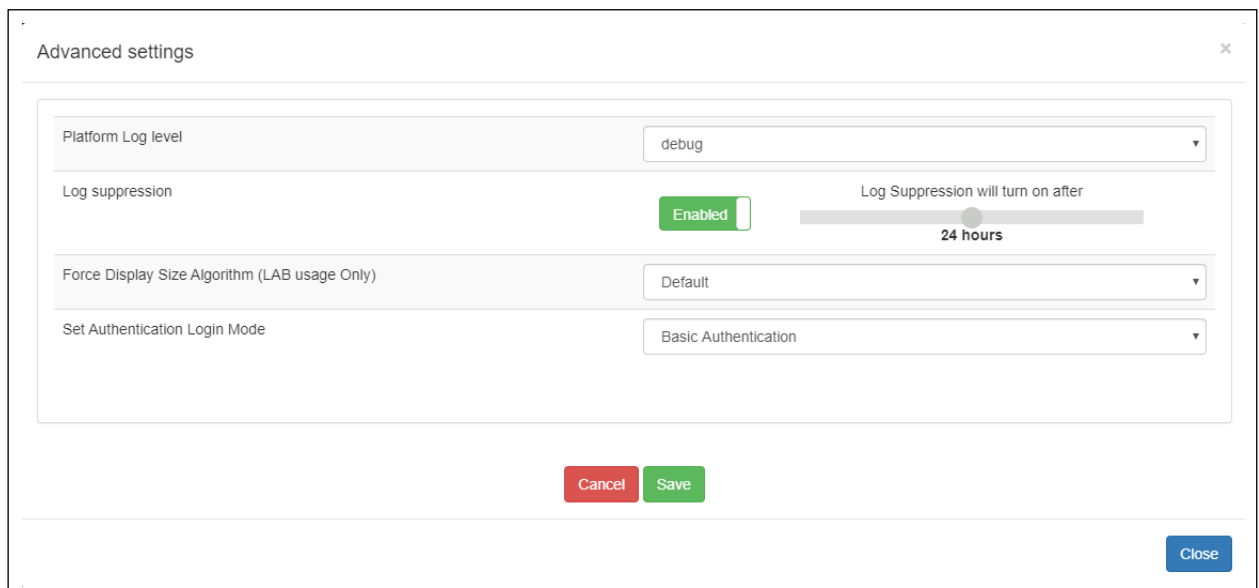 Advanced settings
×
Platform Log level
debug
Log suppression
Enabled
Log Suppression will turn on after
24 hours
Force Display Size Algorithm (LAB usage Only)
Default
Set Authentication Login Mode
Basic Authentication
Cancel
Save
Close